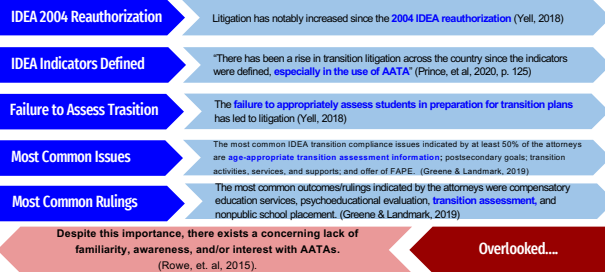 IDEA 2004 Reauthorization
Litigation has notably increased since the 2004 IDEA reauthorization (Yell, 2018)
IDEA Indicators Defined
“There has been a rise in transition litigation across the country since the indicators
were defined, especially in the use of AATA” (Prince, et al, 2020, p. 125)
Failure to Assess Trasition
The failure to appropriately assess students in preparation for transition plans
has led to litigation (Yell, 2018)
Most Common Issues
The most common IDEA transition compliance issues indicated by at least 50% of the attorneys
are age-appropriate transition assessment information; postsecondary goals; transition
activities, services, and supports; and offer of FAPE. (Greene & Landmark, 2019)
Most Common Rulings
The most common outcomes/rulings indicated by the attorneys were compensatory
education services, psychoeducational evaluation, transition assessment, and
nonpublic school placement. (Greene & Landmark, 2019)
Despite this importance, there exists a concerning lack of
familiarity, awareness, and/or interest with AATAs.
(Rowe, et. al, 2015).
Overlooked....